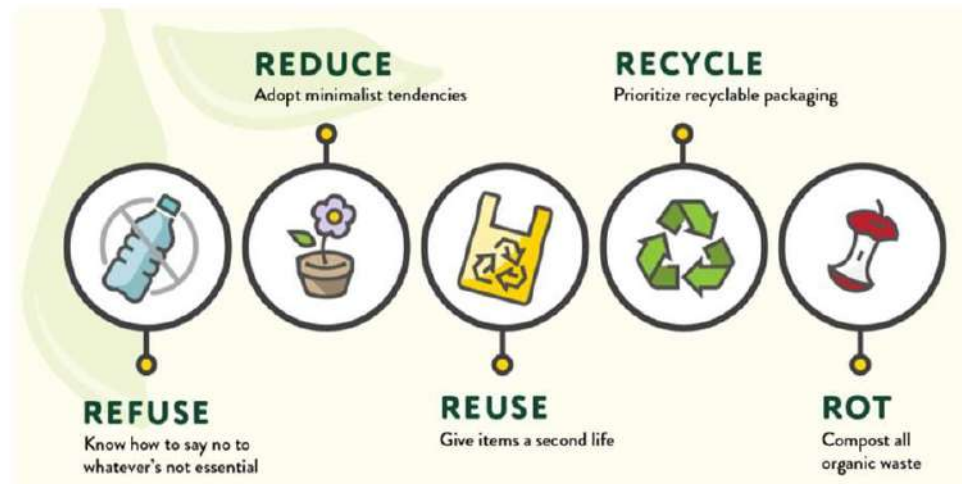 REDUCE
Adopt minimalist tendencies
RECYCLE
Prioritize recyclable packaging
REFUSE
Know how to say no to
whatever's not essential
REUSE
Give items a second life
ROT
Compost all
organic waste